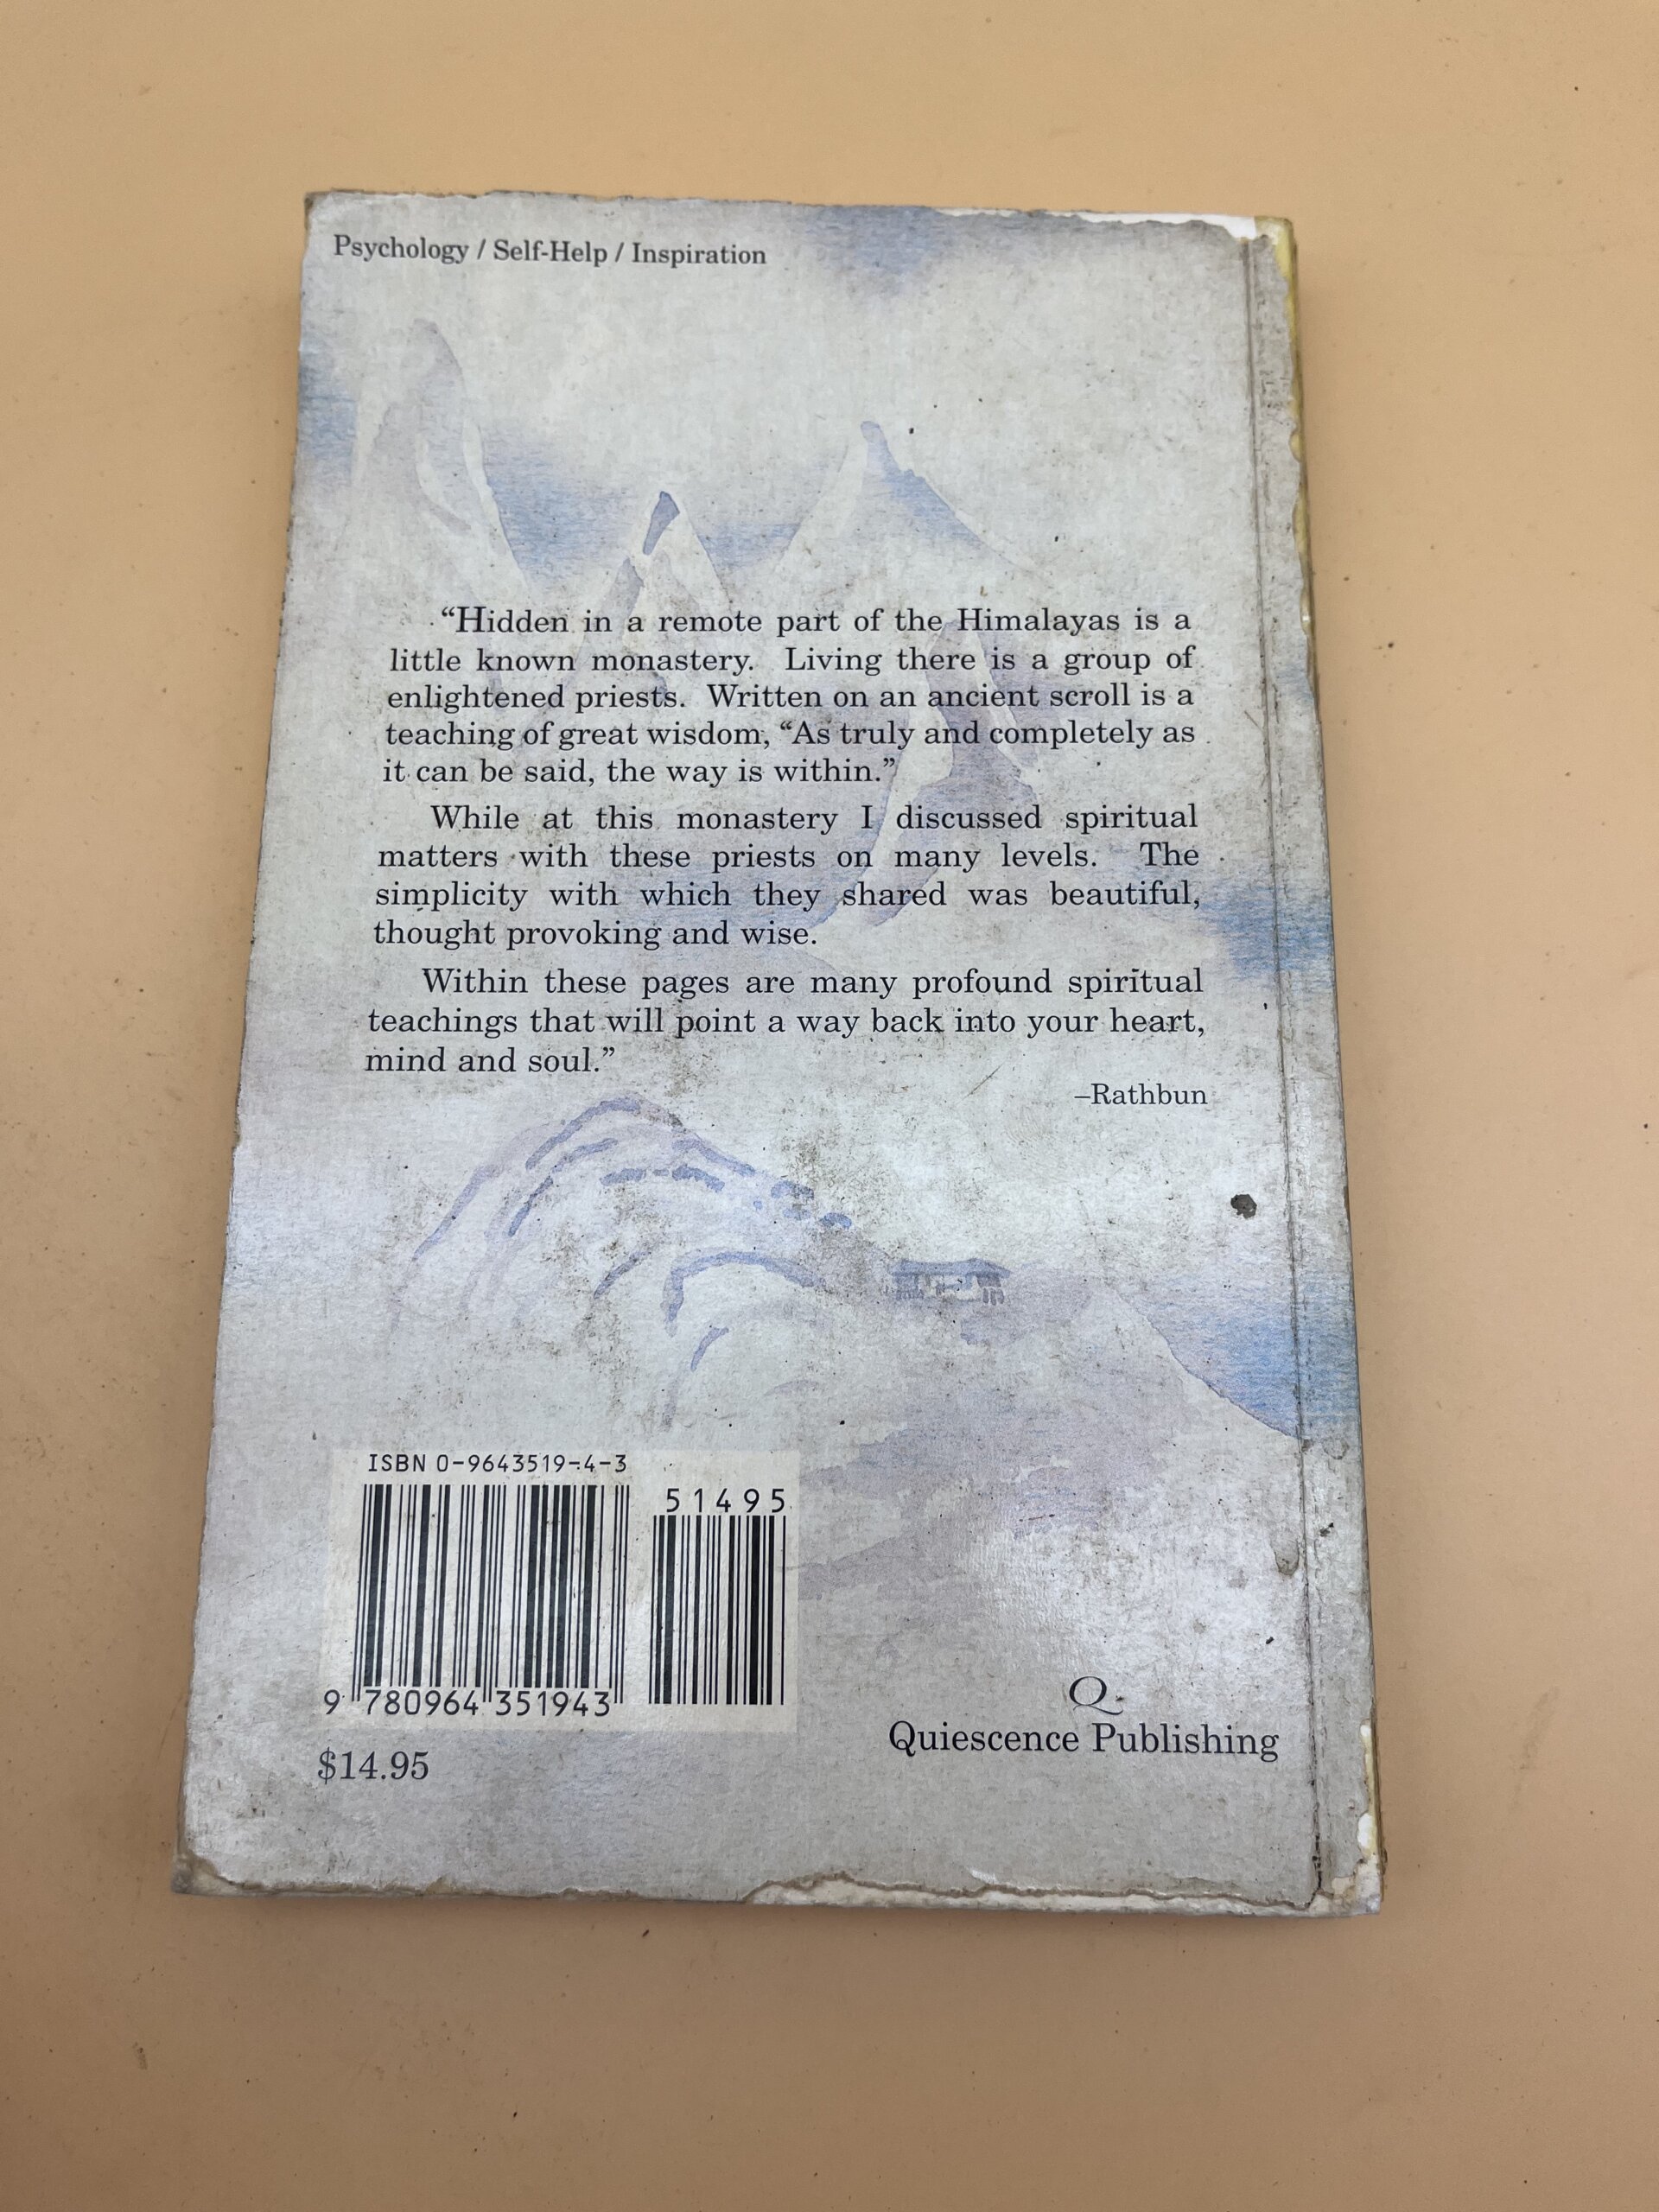 Psychology / Self-Help / Inspiration
“Hidden in a remote part of the Himalayas is a
little known monastery. Living there is a group of
enlightened priests. Written on an ancient scroll is a
teaching of great wisdom, “As truly and completely as
it can be said, the way is within.”
While at this monastery I discussed spiritual
matters with these priests on many levels. The
simplicity with which they shared was beautiful,
thought provoking and wise.
Within these pages are many profound spiritual
teachings that will point a way back into your heart,
mind and soul.”
–Rathbun
ISBN 0-9643519-4-3
51495
9 780964 351943
$14.95
Q
Quiescence Publishing